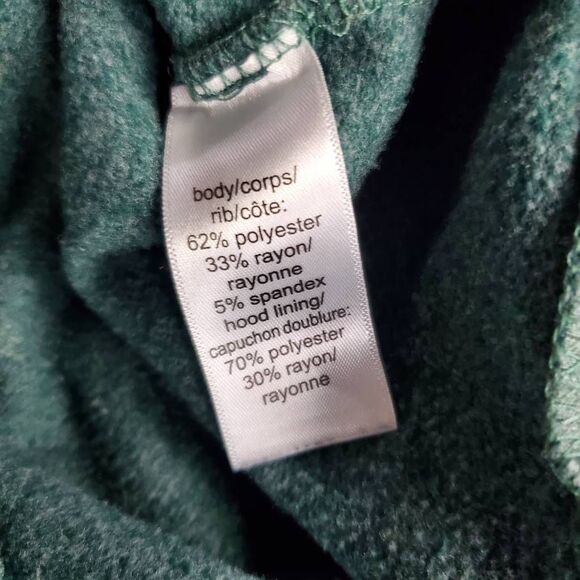 body/corps/
rib/côte:
62% polyester
33% rayon/
rayonne
5% spandex
hood lining/
capuchon doublure:
70% polyester
30% rayon/
rayonne